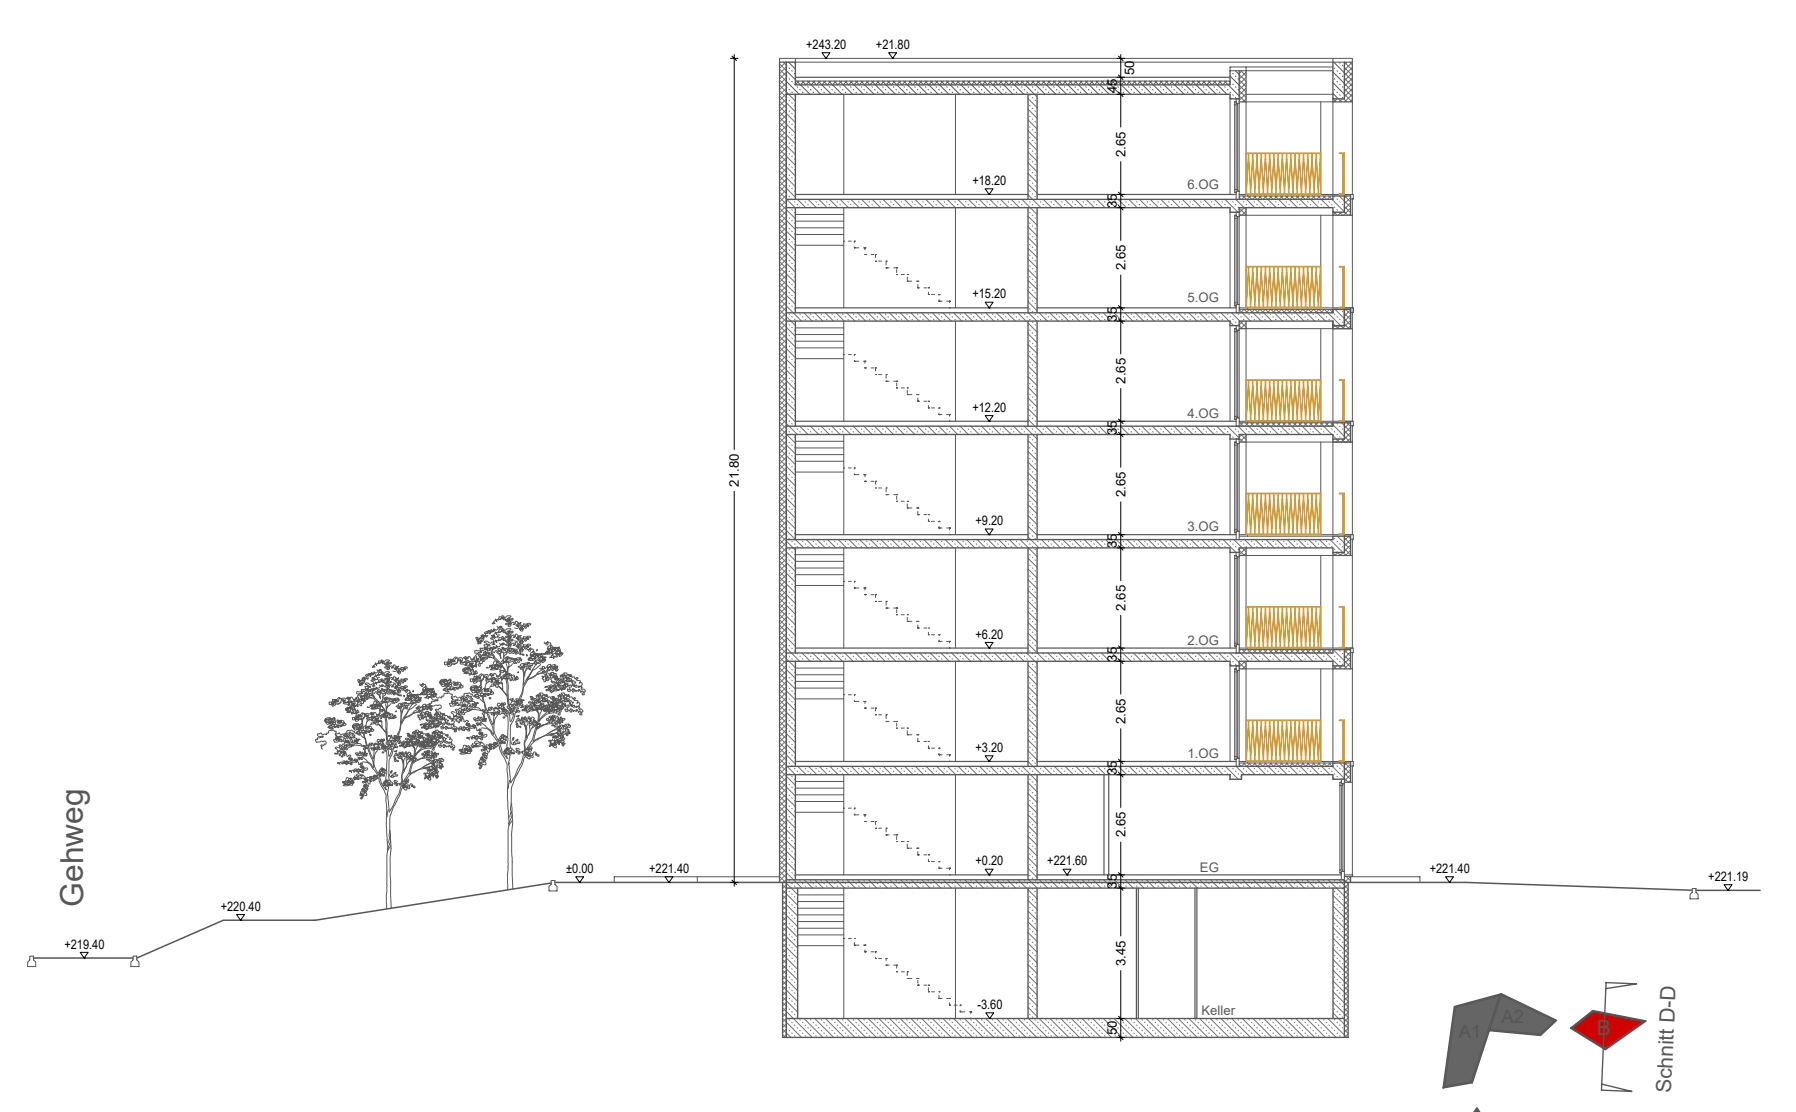 +243.20 +21.80
50
45
2.65
+18.20
6.OG
35
2.65
+15.20
5.OG
35
2.65
+12.20
4.OG
35
21.80
2.65
+9.20
3.OG
35
2.65
+6.20
2.OG
35
2.65
+3.20
1.OG
35
2.65
Gehweg
±0.00
+221.40
+0.20
+221.60
EG
35
+221.40
+221.19
+220.40
+219.40
3.45
-3.60
Keller
50
A1
A2
B
Schnitt D-D